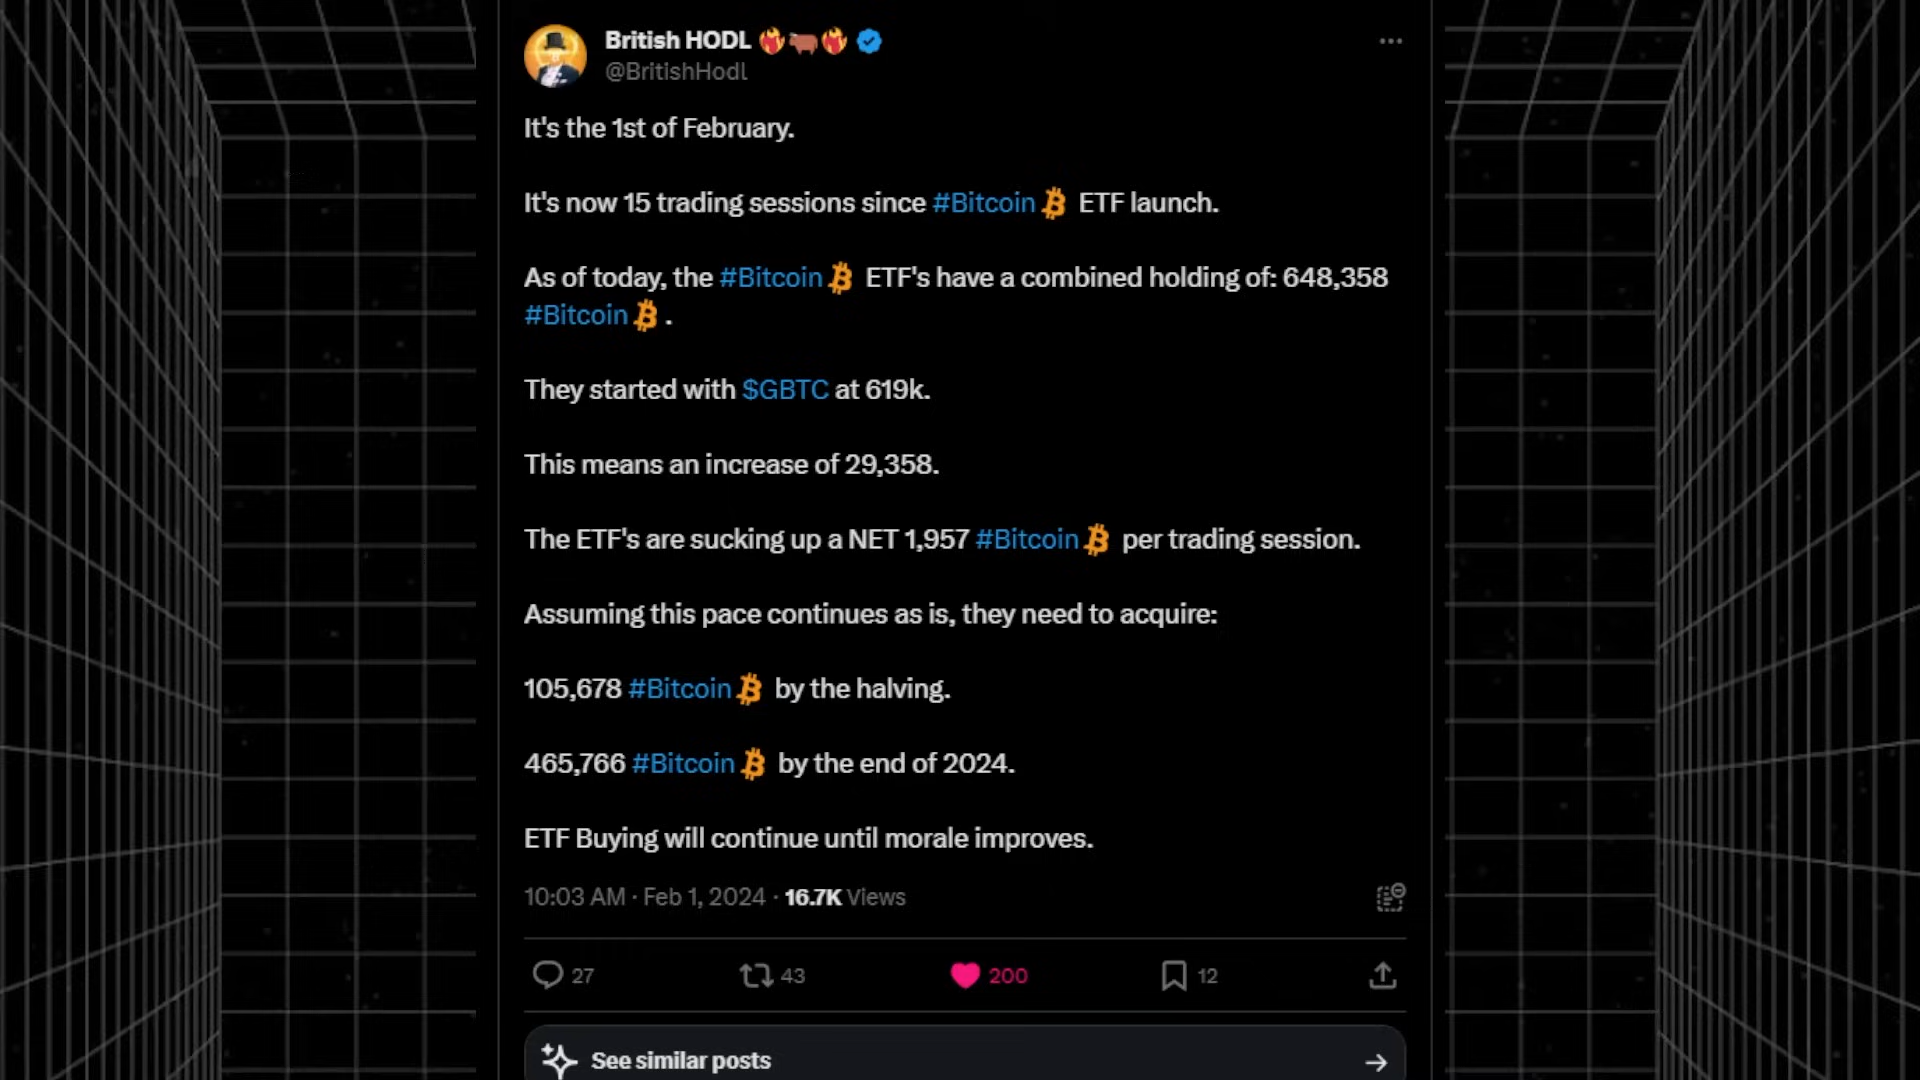 British HODL 🔥🐂🔥
@BritishHodl
It's the 1st of February.
It's now 15 trading sessions since #Bitcoin ETF launch.
As of today, the #Bitcoin ETF's have a combined holding of: 648,358
#Bitcoin .
They started with $GBTC at 619k.
This means an increase of 29,358.
The ETF's are sucking up a NET 1,957 #Bitcoin per trading session.
Assuming this pace continues as is, they need to acquire:
105,678 #Bitcoin by the halving.
465,766 #Bitcoin by the end of 2024.
ETF Buying will continue until morale improves.
10:03 AM · Feb 1, 2024 · 16.7K Views
27 43 200 12
See similar posts